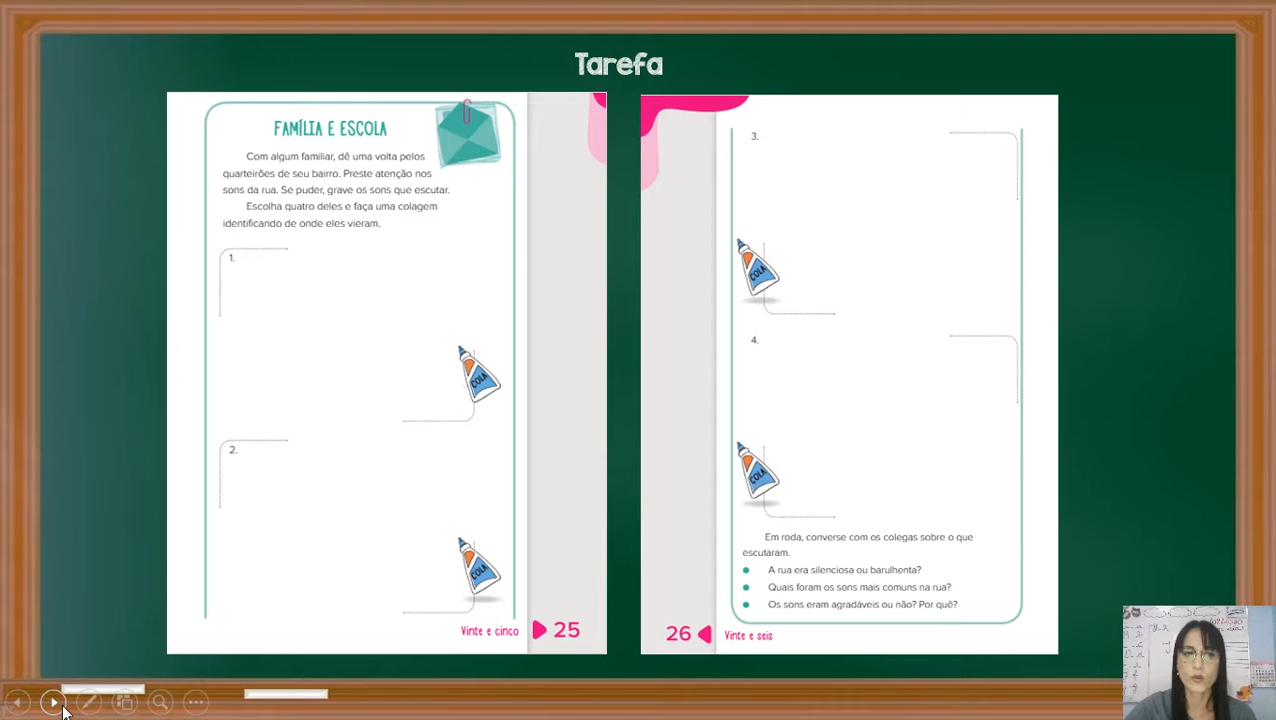 Tarefa
FAMÍLIA E ESCOLA
Com algum familiar, dê uma volta pelos
quarteirões de seu bairro. Preste atenção nos
sons da rua. Se puder, grave os sons que escutar.
Escolha quatro deles e faça uma colagem
identificando de onde eles vieram.
1.
COLA
2.
COLA
Vinte e cinco 25
3.
COLA
4.
COLA
Em roda, converse com os colegas sobre o que
escutaram.
A rua era silenciosa ou barulhenta?
Quais foram os sons mais comuns na rua?
Os sons eram agradáveis ou não? Por quê?
26 Vinte e seis